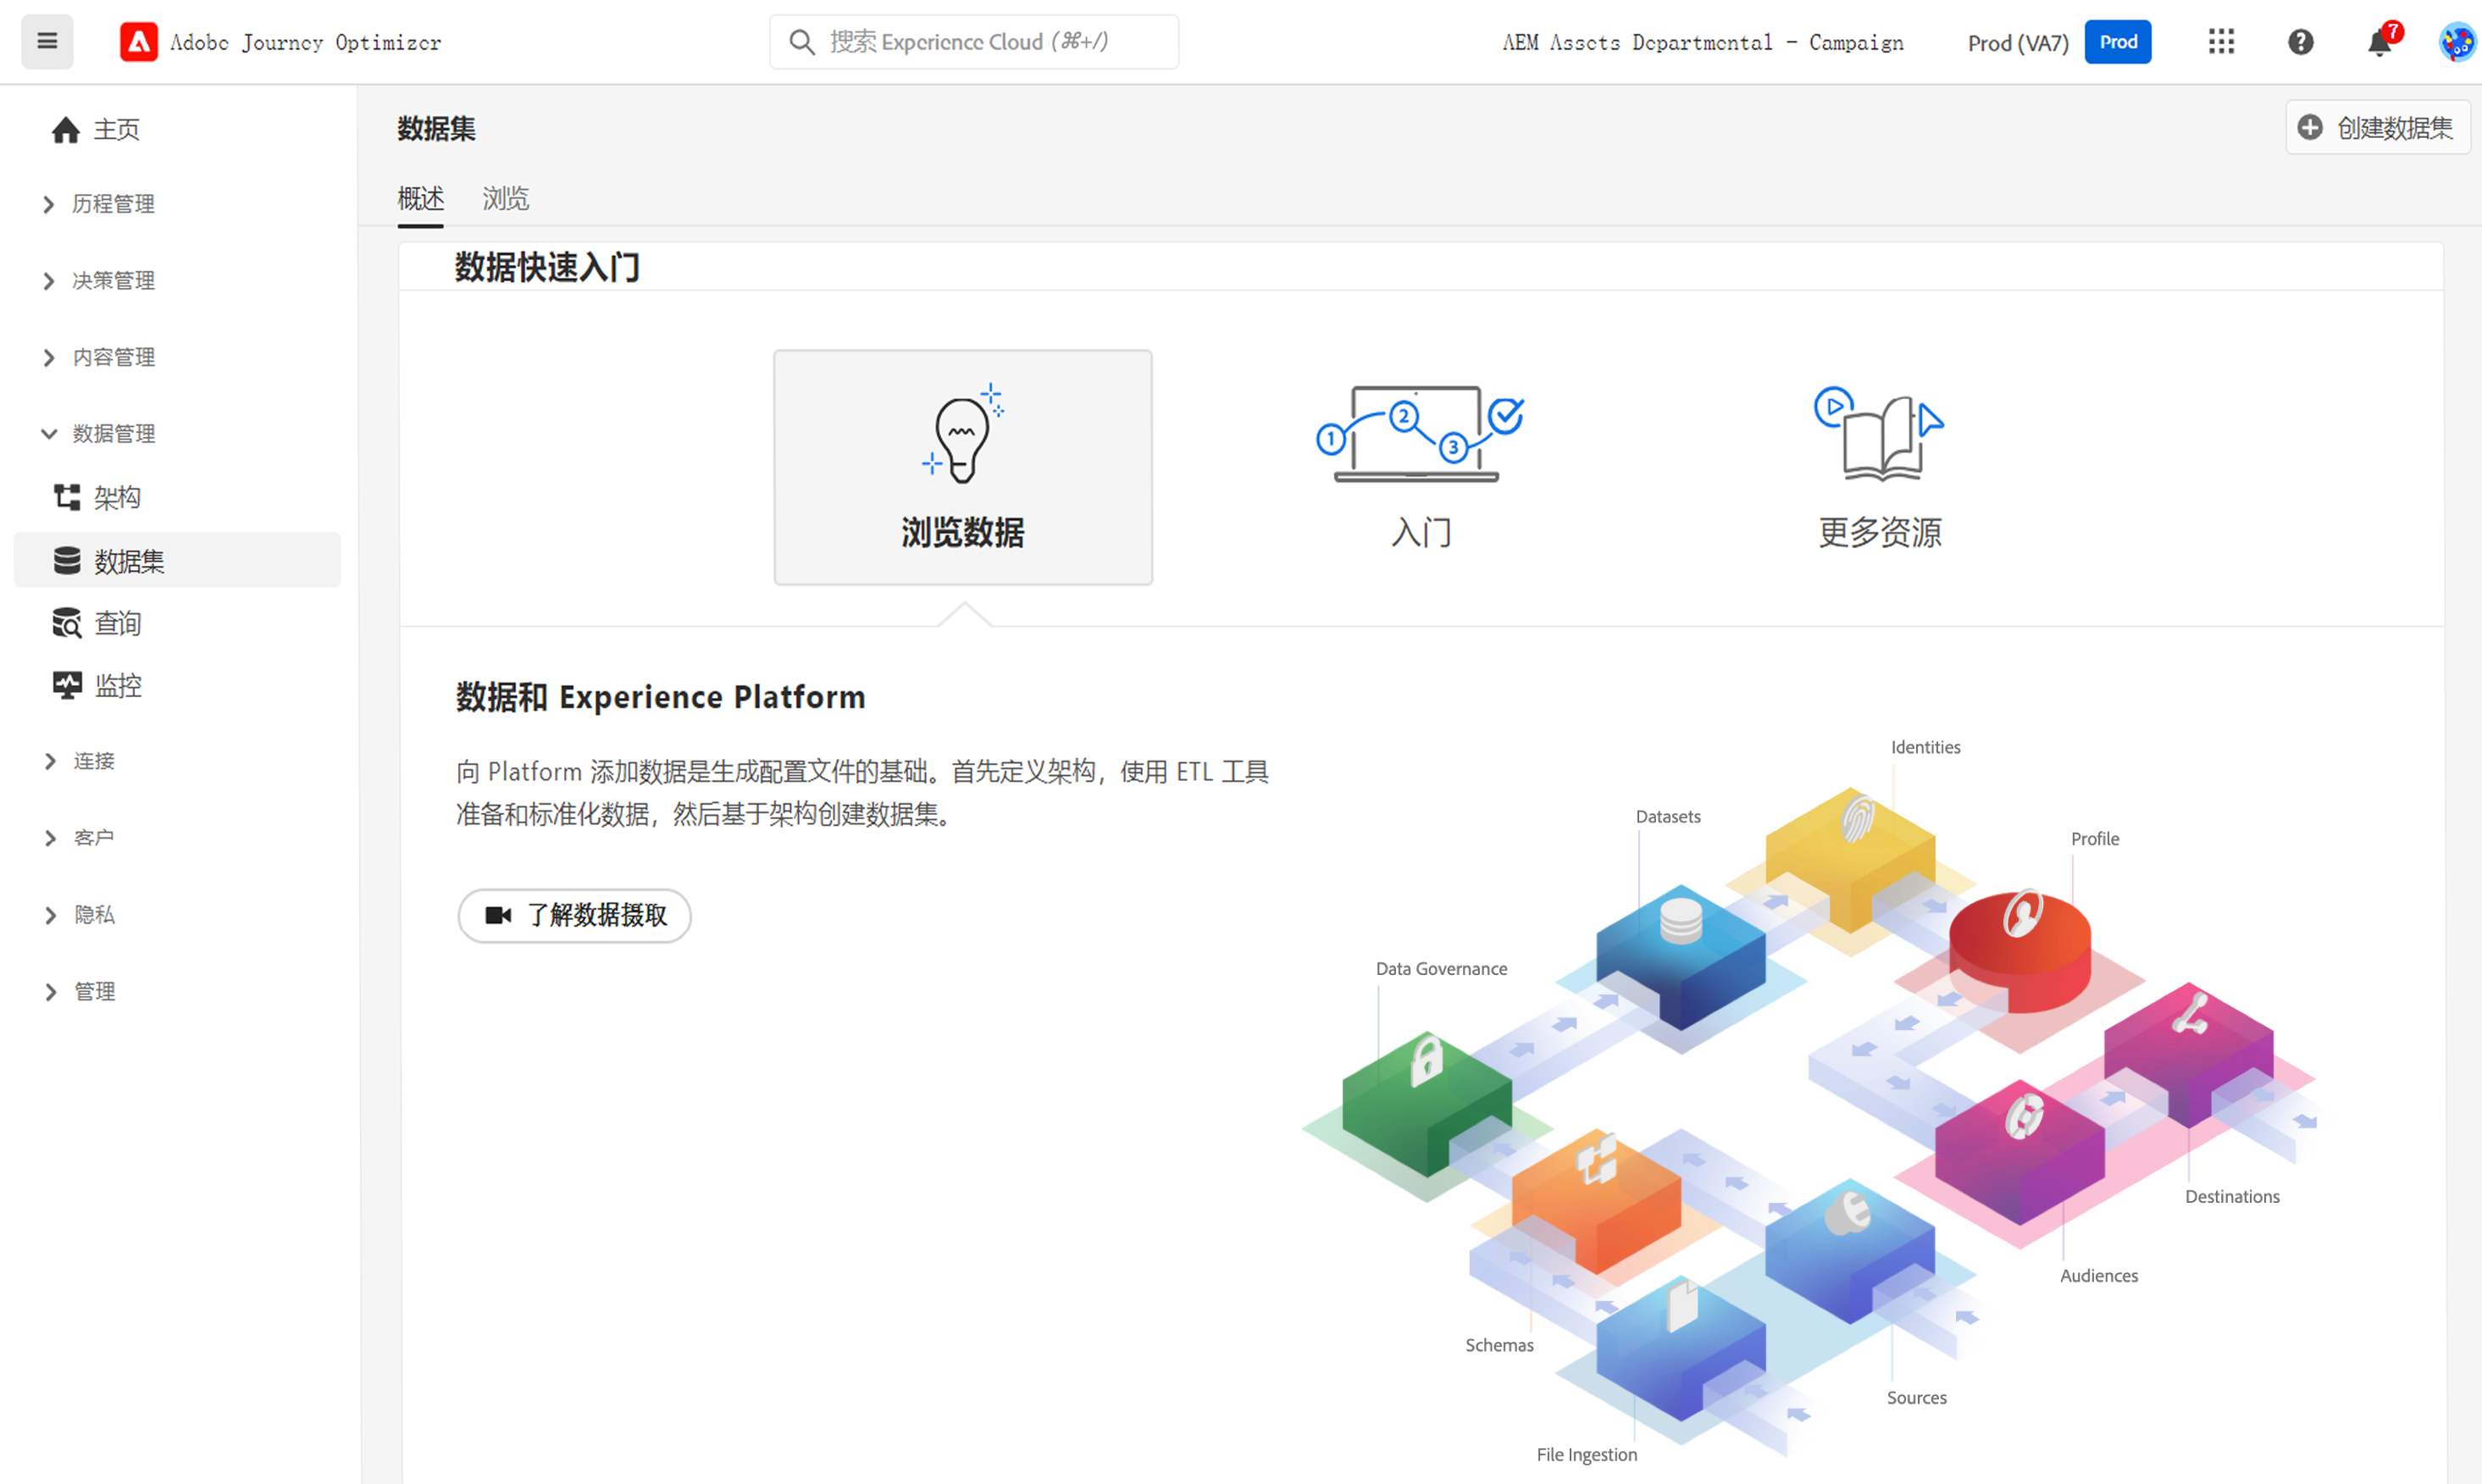 Adobe Journey Optimizer
搜索 Experience Cloud (⌘+/)
AEM Assets Departmental - Campaign
Prod (VA7)
Prod
7
主页
历程管理
决策管理
内容管理
数据管理
架构
数据集
查询
监控
连接
客户
隐私
管理
数据集
创建数据集
概述
浏览
数据快速入门
浏览数据
1
2
3
入门
更多资源
数据和 Experience Platform
向 Platform 添加数据是生成配置文件的基础。首先定义架构，使用 ETL 工具
准备和标准化数据，然后基于架构创建数据集。
了解数据摄取
Identities
Datasets
Profile
Data Governance
Destinations
Audiences
Schemas
Sources
File Ingestion